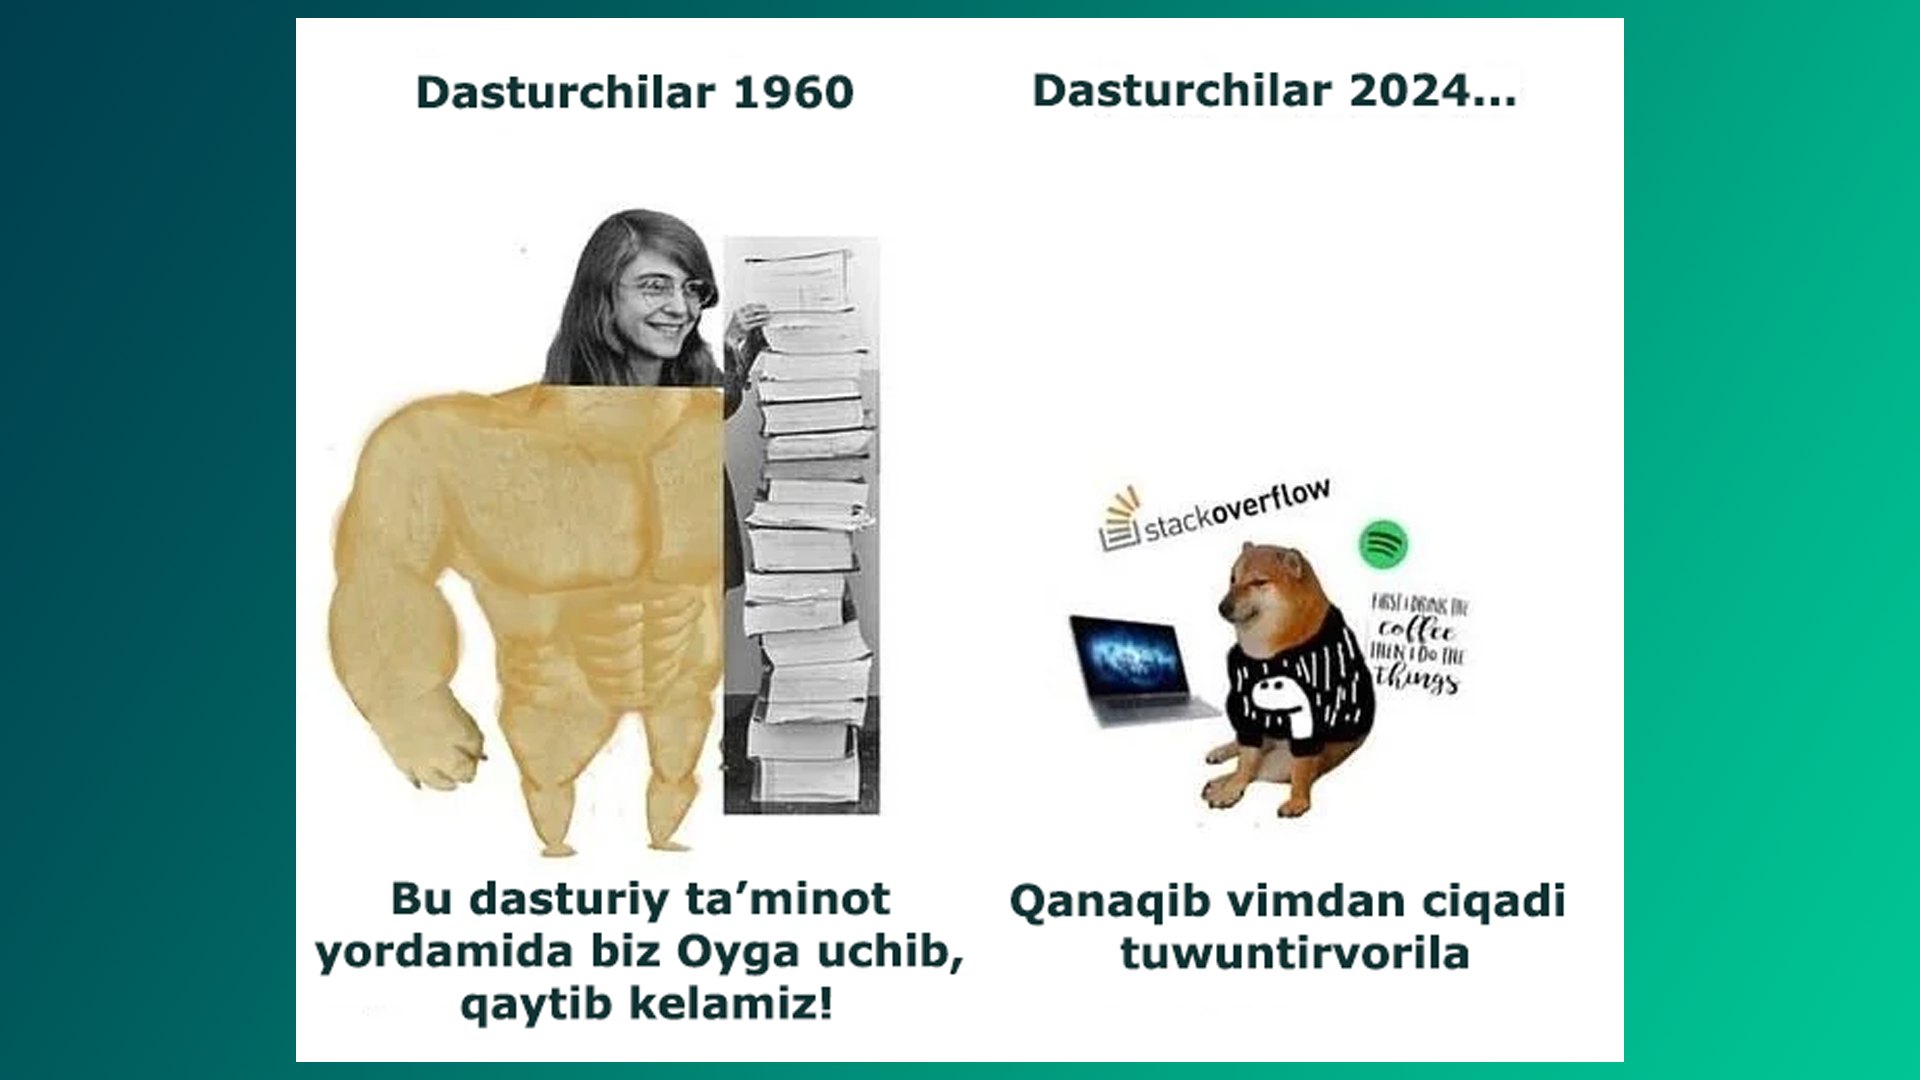 Dasturchilar 1960
Dasturchilar 2024...
stackoverflow
FIRST I DRINK THE
coffee
THEN I DO THE
things
Bu dasturiy ta’minot
yordamida biz Oyga uchib,
qaytib kelamiz!
Qanaqib vimdan ciqadi
tuwuntirvorila